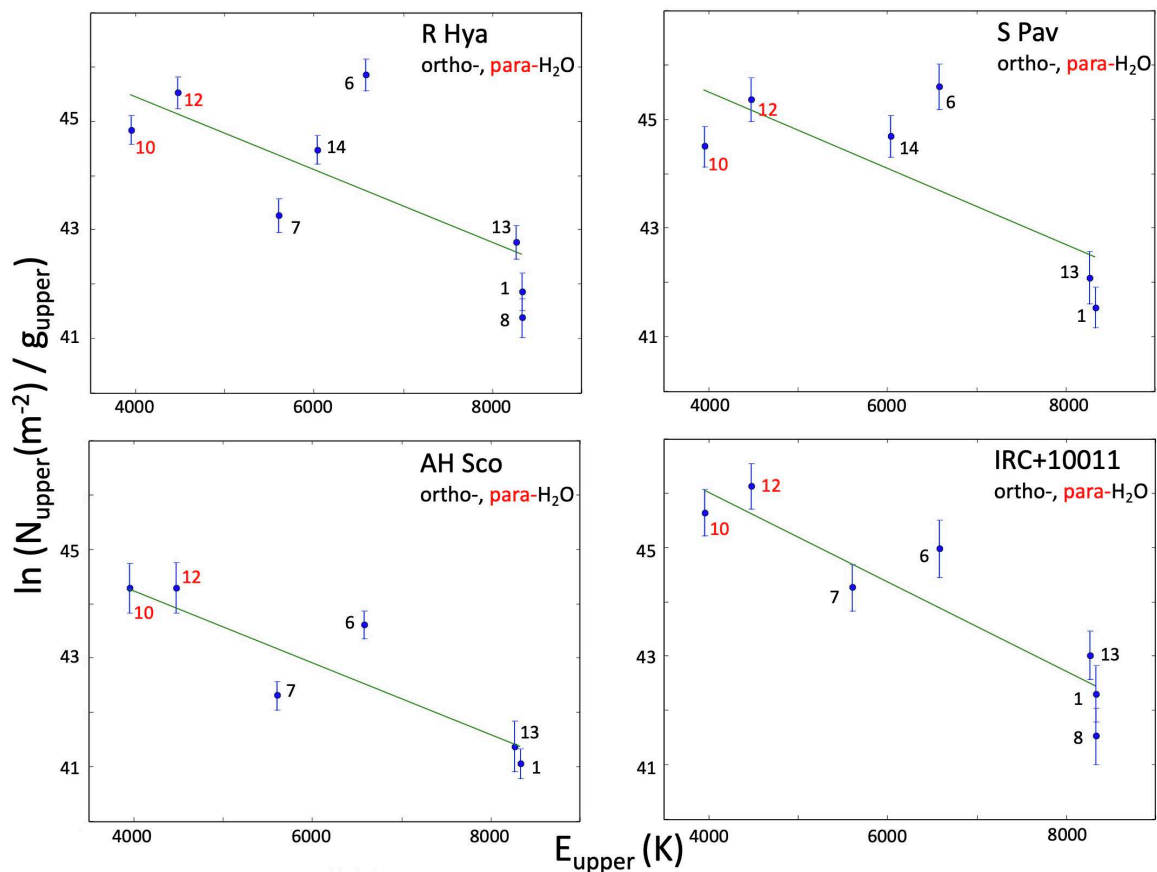 R Hya
ortho-, para-H₂O
12
10
6
14
7
13
1
8
45
43
41
4000 6000 8000
S Pav
ortho-, para-H₂O
12
10
6
14
13
1
45
43
41
4000 6000 8000
ln (N_upper(m⁻²) / g_upper)
AH Sco
ortho-, para-H₂O
12
10
6
7
13
1
45
43
41
4000 6000 8000
IRC+10011
ortho-, para-H₂O
12
10
6
7
13
1
8
45
43
41
4000 6000 8000
E_upper (K)